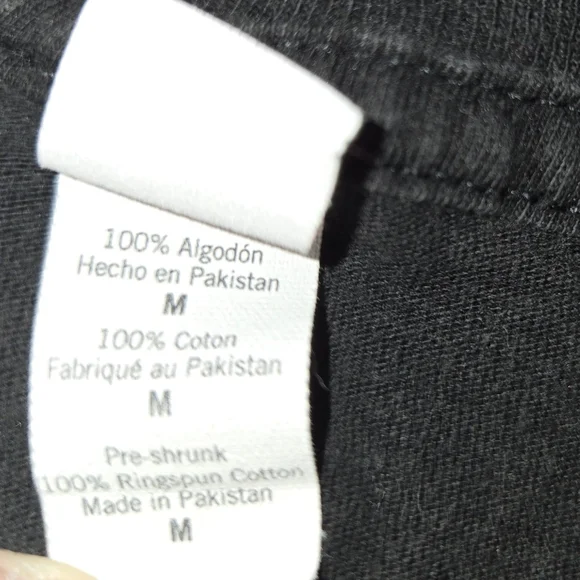 100% Algodón
Hecho en Pakistan
M
100% Coton
Fabriqué au Pakistan
M
Pre-shrunk
100% Ringspun Cotton
Made in Pakistan
M